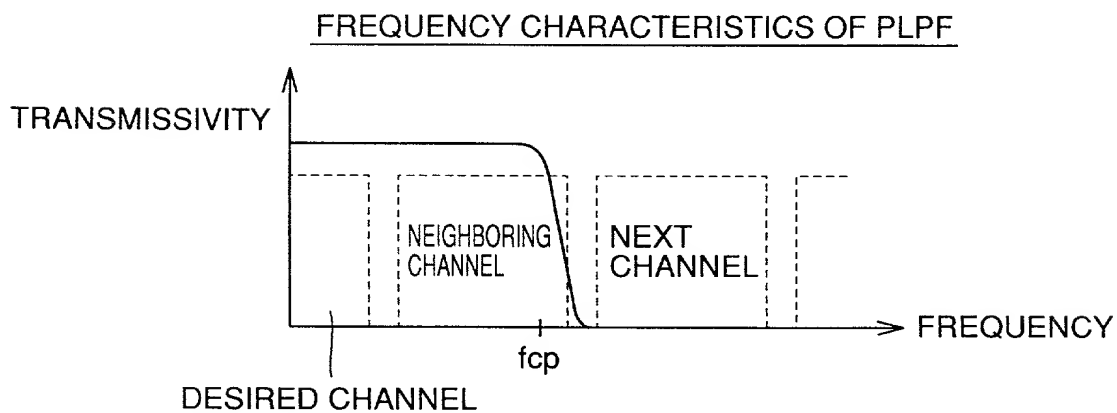 FREQUENCY CHARACTERISTICS OF PLPF
TRANSMISSIVITY
NEIGHBORING
CHANNEL
NEXT
CHANNEL
FREQUENCY
fcp
DESIRED CHANNEL